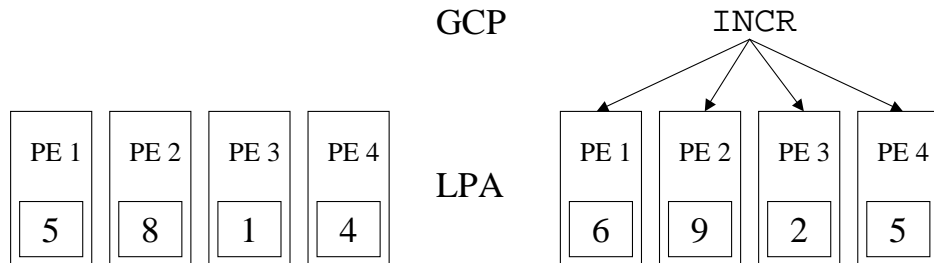 GCP INCR
PE 1 PE 2 PE 3 PE 4 PE 1 PE 2 PE 3 PE 4
LPA
5 8 1 4 6 9 2 5